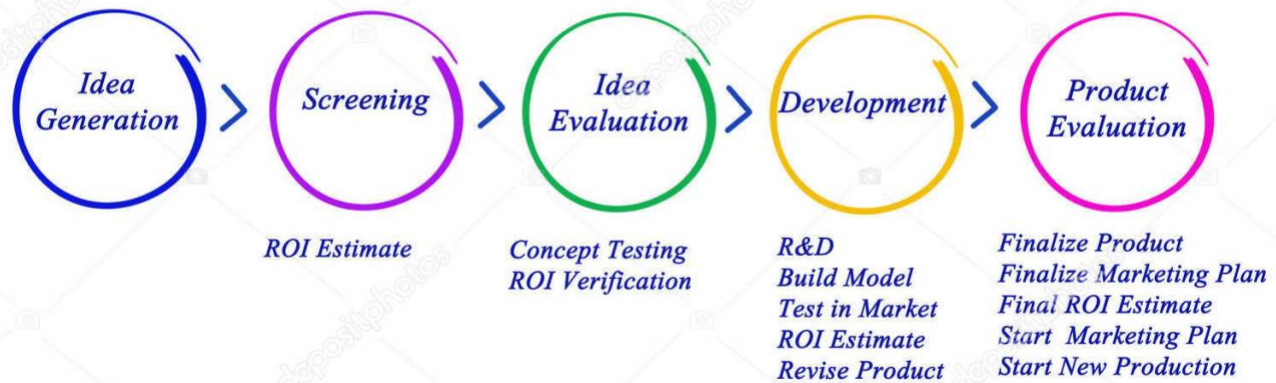 Idea
Generation
Screening
Idea
Evaluation
Development
Product
Evaluation
ROI Estimate
Concept Testing
ROI Verification
R&D
Build Model
Test in Market
ROI Estimate
Revise Product
Finalize Product
Finalize Marketing Plan
Final ROI Estimate
Start Marketing Plan
Start New Production
depositphotos